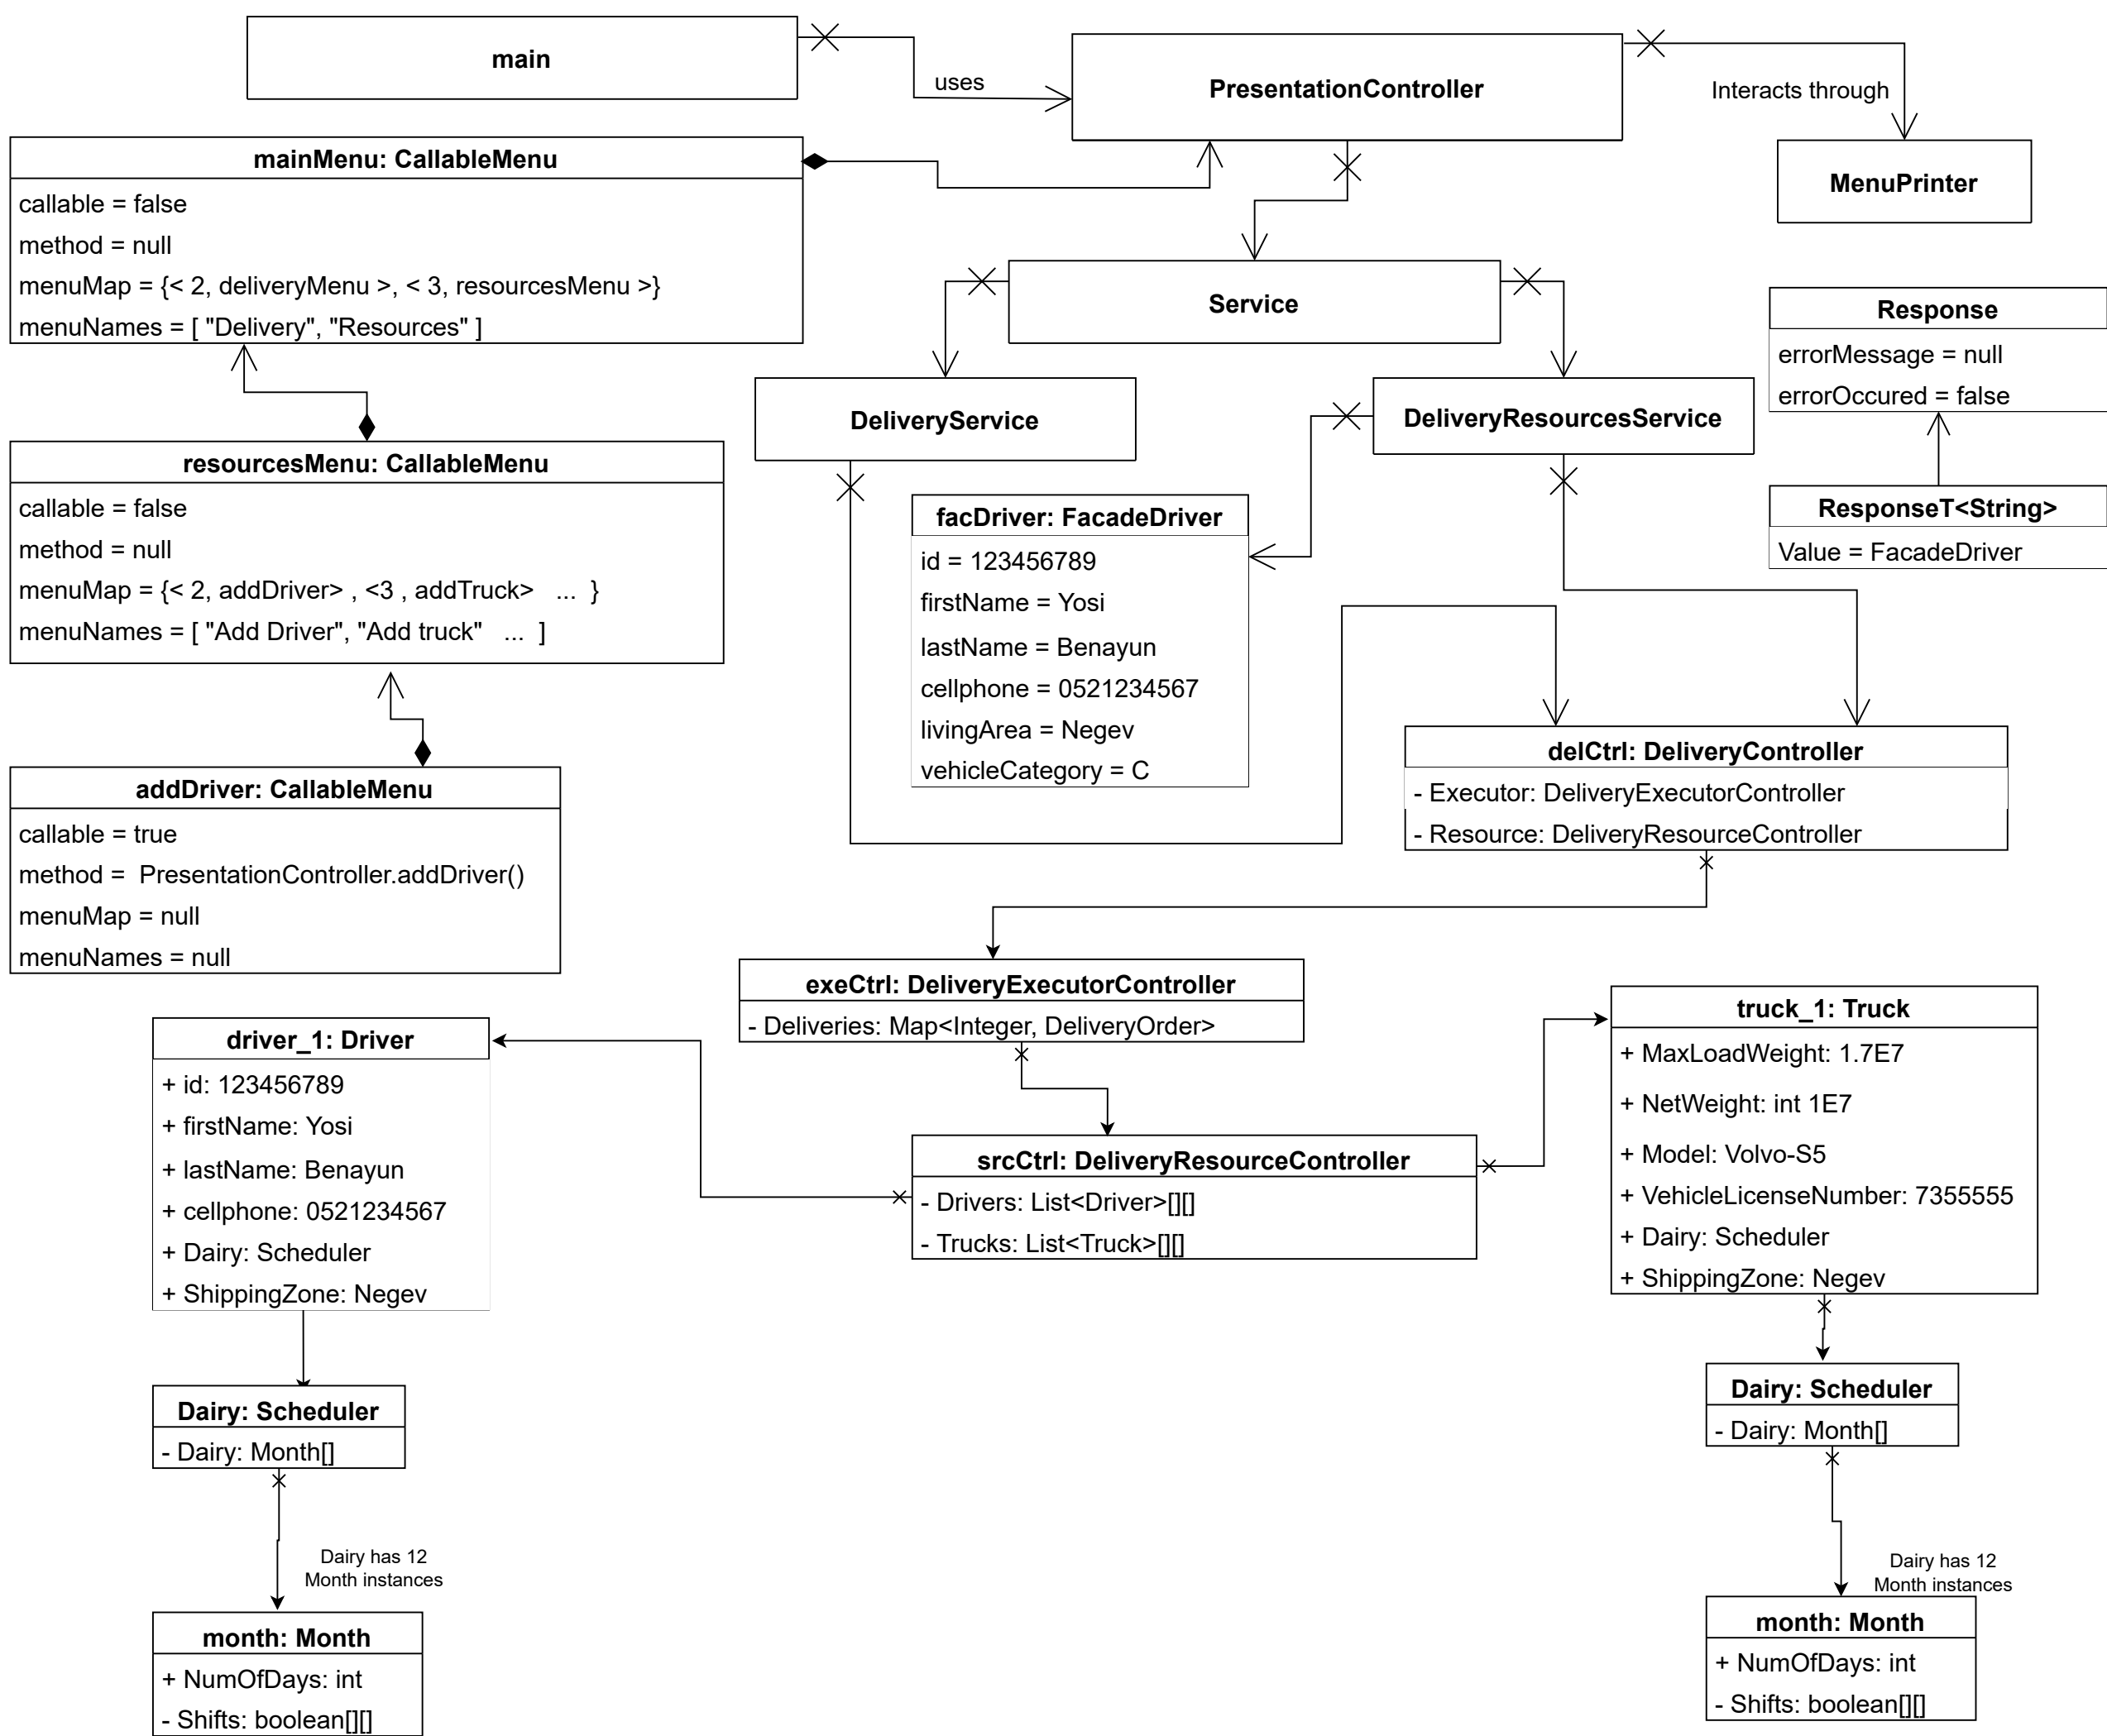 main
uses
PresentationController
Interacts through
MenuPrinter
mainMenu: CallableMenu
callable = false
method = null
menuMap = {< 2, deliveryMenu >, < 3, resourcesMenu >}
menuNames = [ "Delivery", "Resources" ]
Service
Response
errorMessage = null
errorOccured = false
DeliveryService
DeliveryResourcesService
resourcesMenu: CallableMenu
callable = false
method = null
menuMap = {< 2, addDriver> , <3 , addTruck> ... }
menuNames = [ "Add Driver", "Add truck" ... ]
facDriver: FacadeDriver
id = 123456789
firstName = Yosi
lastName = Benayun
cellphone = 0521234567
livingArea = Negev
vehicleCategory = C
ResponseT<String>
Value = FacadeDriver
delCtrl: DeliveryController
- Executor: DeliveryExecutorController
- Resource: DeliveryResourceController
addDriver: CallableMenu
callable = true
method = PresentationController.addDriver()
menuMap = null
menuNames = null
exeCtrl: DeliveryExecutorController
- Deliveries: Map<Integer, DeliveryOrder>
driver_1: Driver
+ id: 123456789
+ firstName: Yosi
+ lastName: Benayun
+ cellphone: 0521234567
+ Dairy: Scheduler
+ ShippingZone: Negev
srcCtrl: DeliveryResourceController
- Drivers: List<Driver>[][]
- Trucks: List<Truck>[][]
truck_1: Truck
+ MaxLoadWeight: 1.7E7
+ NetWeight: int 1E7
+ Model: Volvo-S5
+ VehicleLicenseNumber: 7355555
+ Dairy: Scheduler
+ ShippingZone: Negev
Dairy: Scheduler
- Dairy: Month[]
Dairy has 12
Month instances
month: Month
+ NumOfDays: int
- Shifts: boolean[][]
Dairy: Scheduler
- Dairy: Month[]
Dairy has 12
Month instances
month: Month
+ NumOfDays: int
- Shifts: boolean[][]